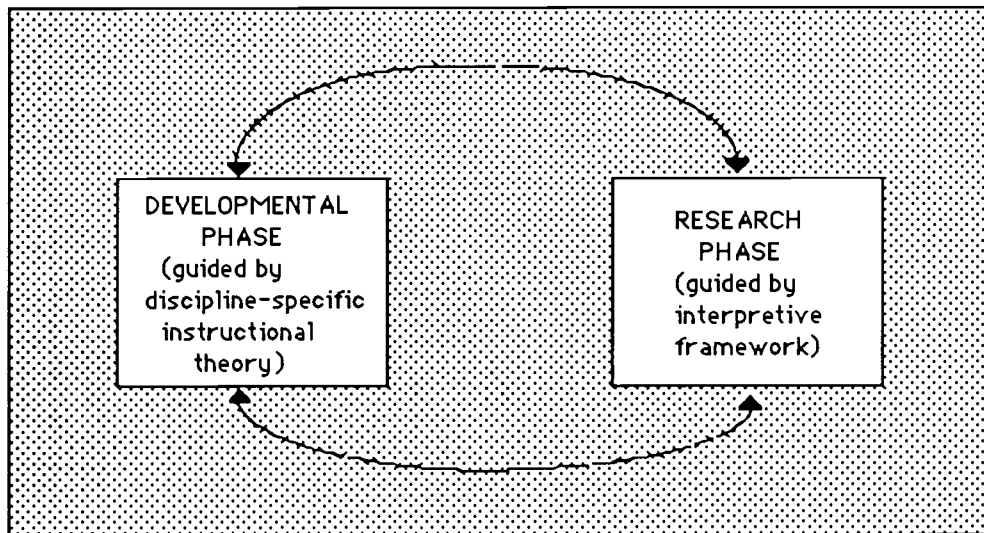 DEVELOPMENTAL
PHASE
(guided by
discipline-specific
instructional
theory)
RESEARCH
PHASE
(guided by
interpretive
framework)